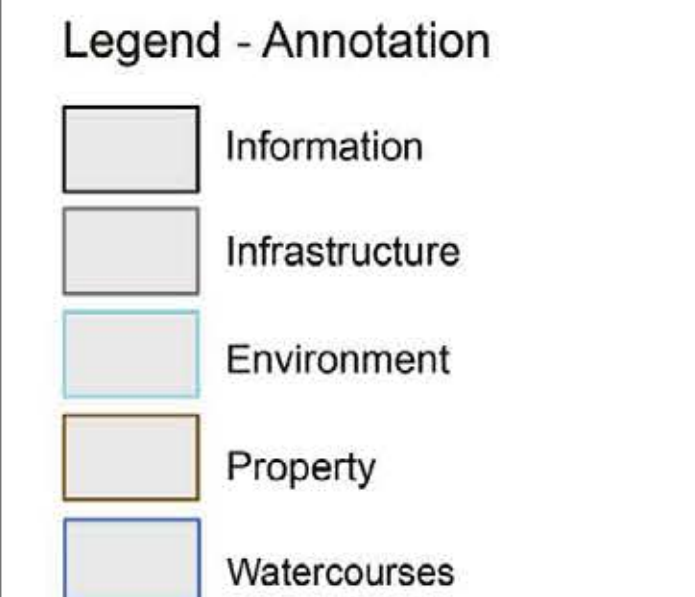 Legend - Annotation
Information
Infrastructure
Environment
Property
Watercourses